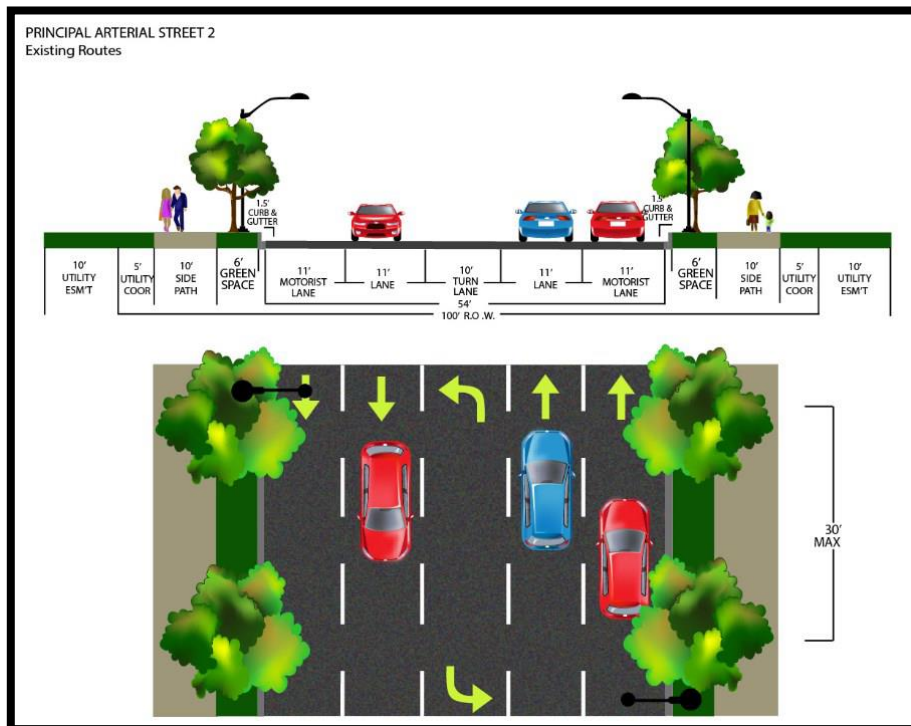 PRINCIPAL ARTERIAL STREET 2
Existing Routes
1.5'
CURB &
GUTTER
1.5'
CURB &
GUTTER
10'
UTILITY
ESM'T
5'
UTILITY
COOR
10'
SIDE
PATH
6'
GREEN
SPACE
11'
MOTORIST
LANE
11'
LANE
10'
TURN
LANE
11'
LANE
11'
MOTORIST
LANE
6'
GREEN
SPACE
10'
SIDE
PATH
5'
UTILITY
COOR
10'
UTILITY
ESM'T
54'
100' R.O .W.
30'
MAX